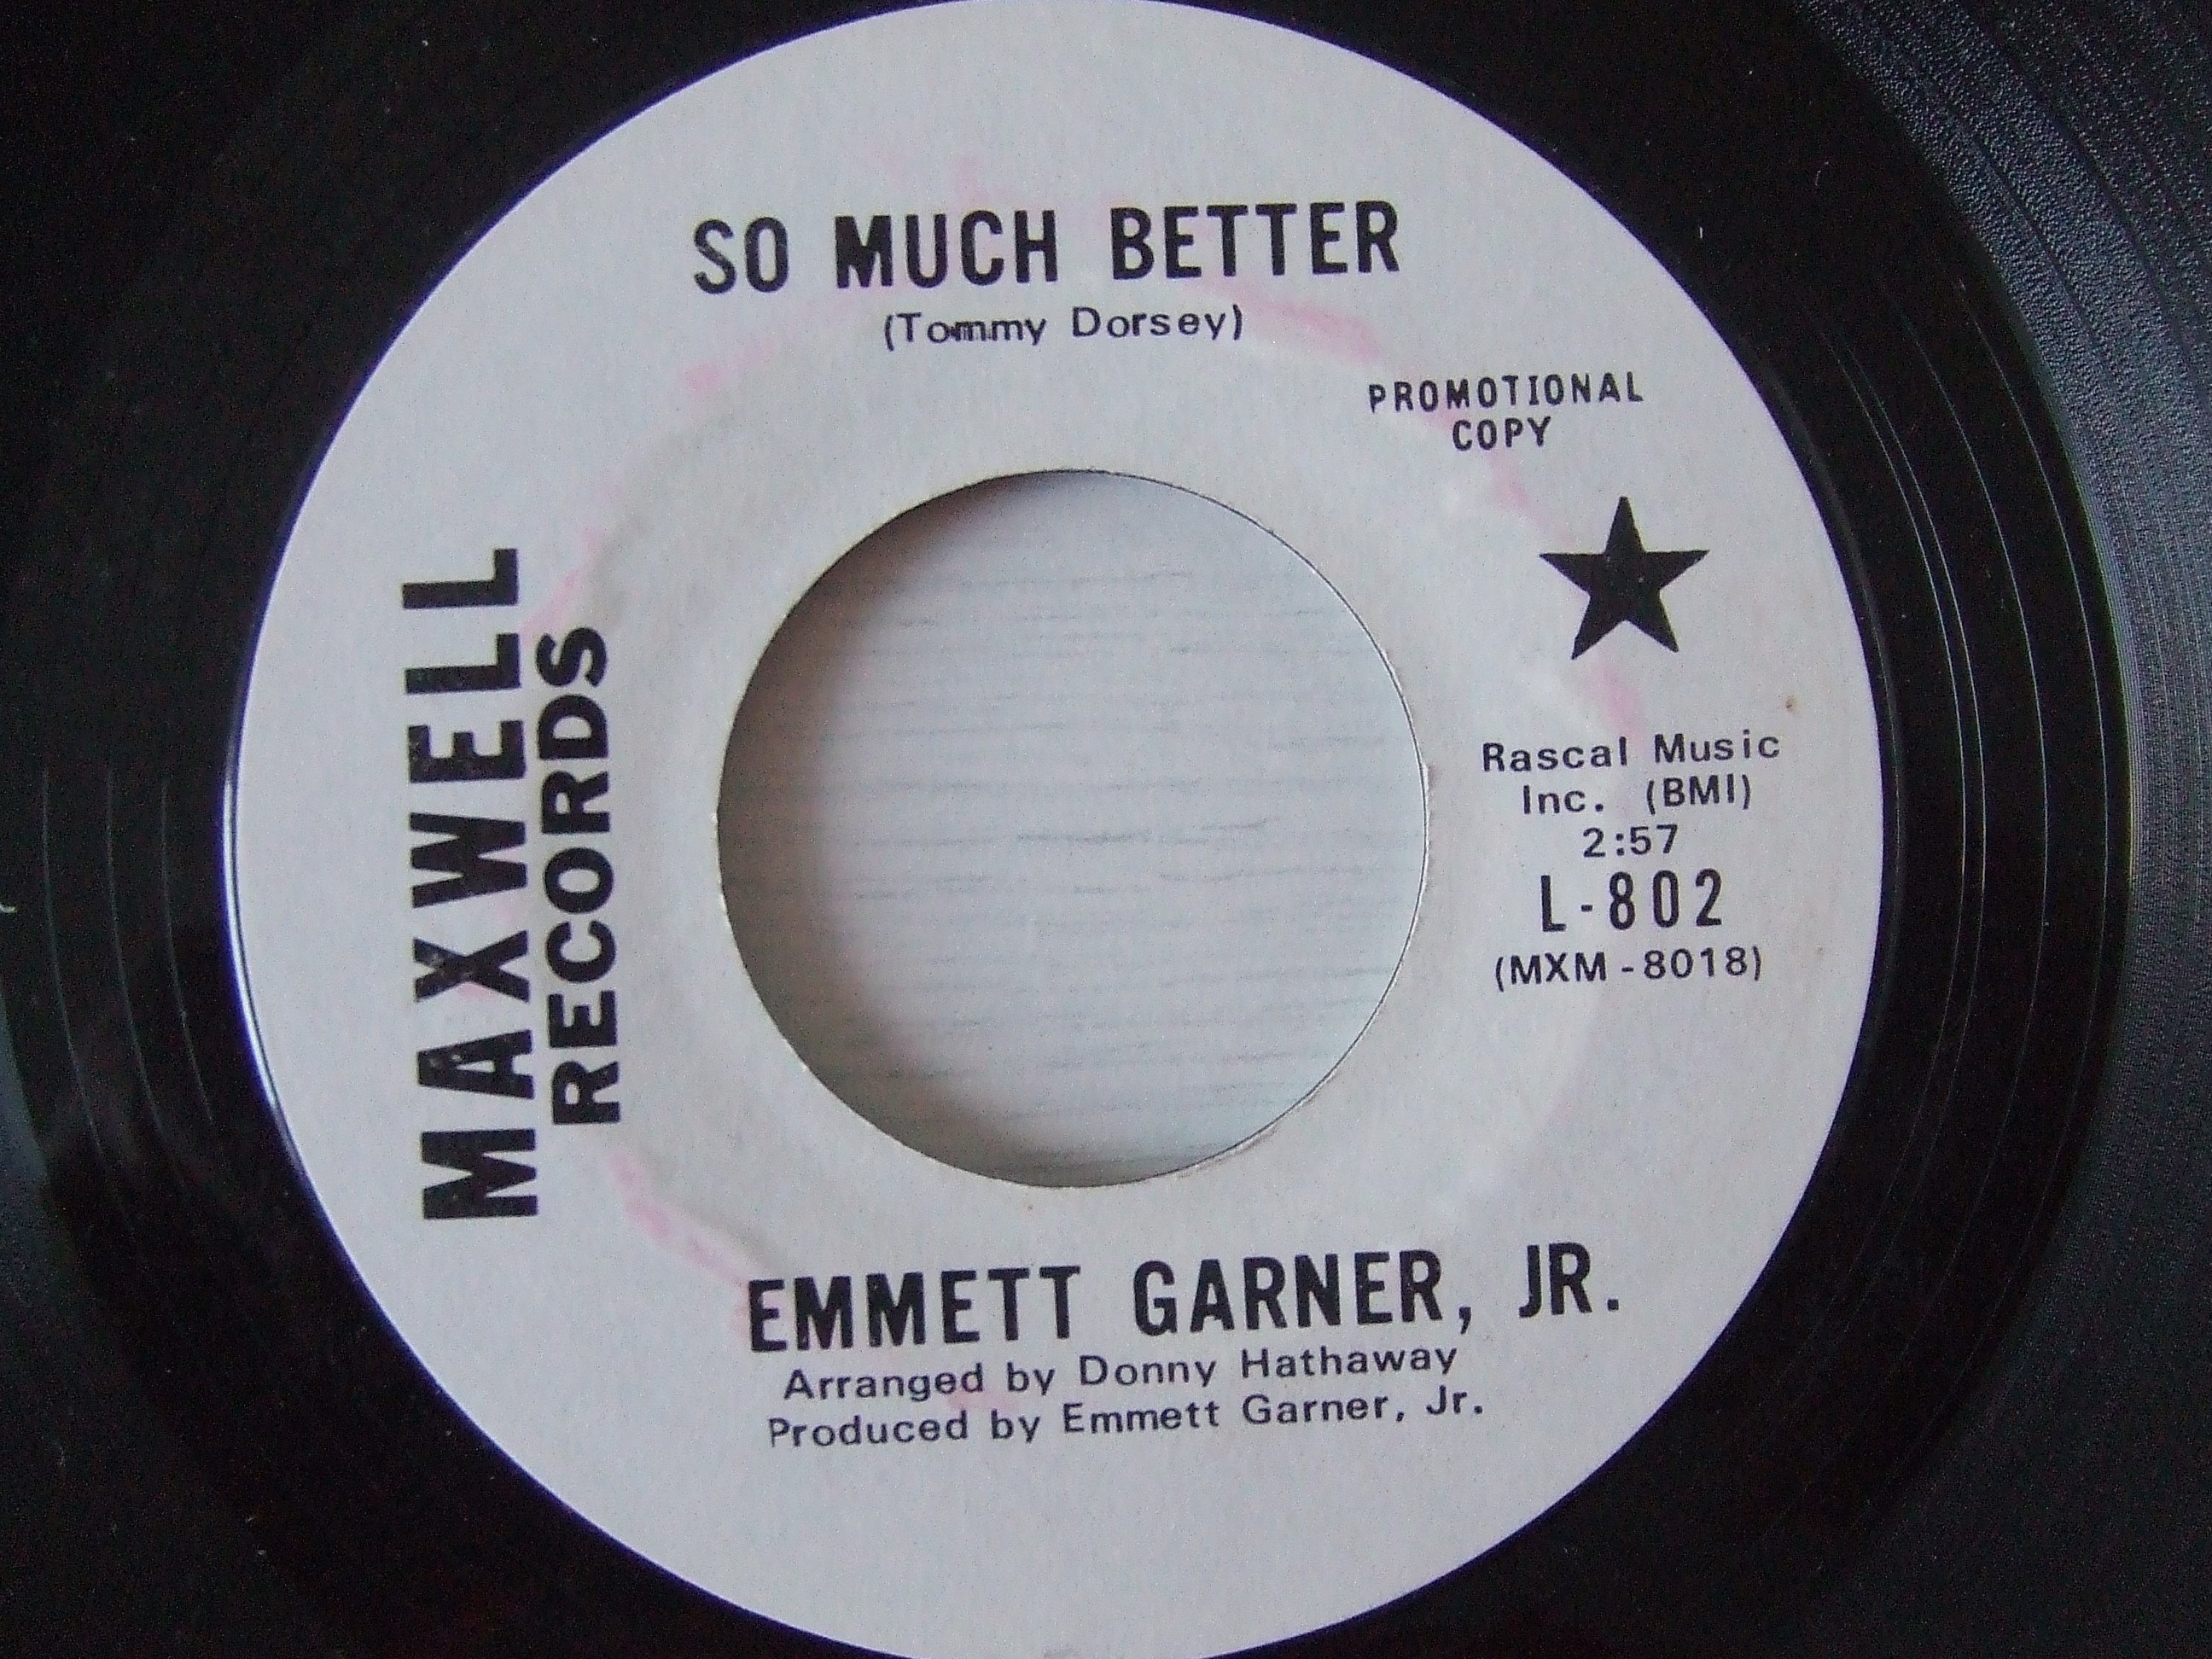 SO MUCH BETTER
(Tommy Dorsey)
PROMOTIONAL
COPY
MAXWELL
RECORDS
Rascal Music
Inc. (BMI)
2:57
L-802
(MXM-8018)
EMMETT GARNER, JR.
Arranged by Donny Hathaway
Produced by Emmett Garner, Jr.